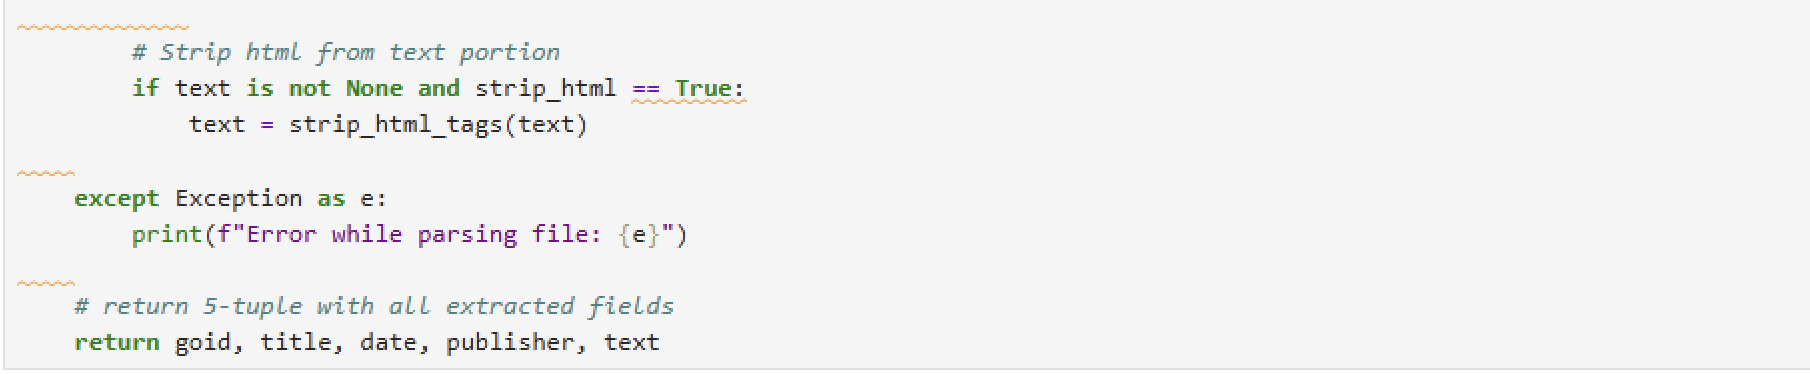 # Strip html from text portion
if text is not None and strip_html == True:
text = strip_html_tags(text)
except Exception as e:
print(f"Error while parsing file: {e}")
# return 5-tuple with all extracted fields
return goid, title, date, publisher, text